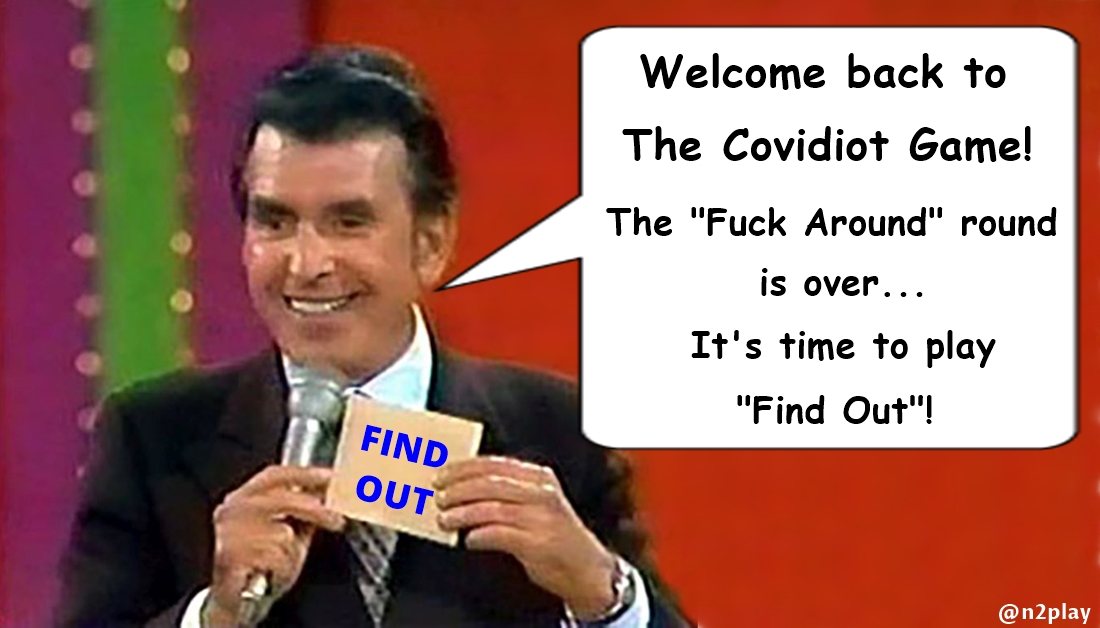 Welcome back to
The Covidiot Game!
The "Fuck Around" round
is over...
It's time to play
"Find Out"!
FIND
OUT
@n2play